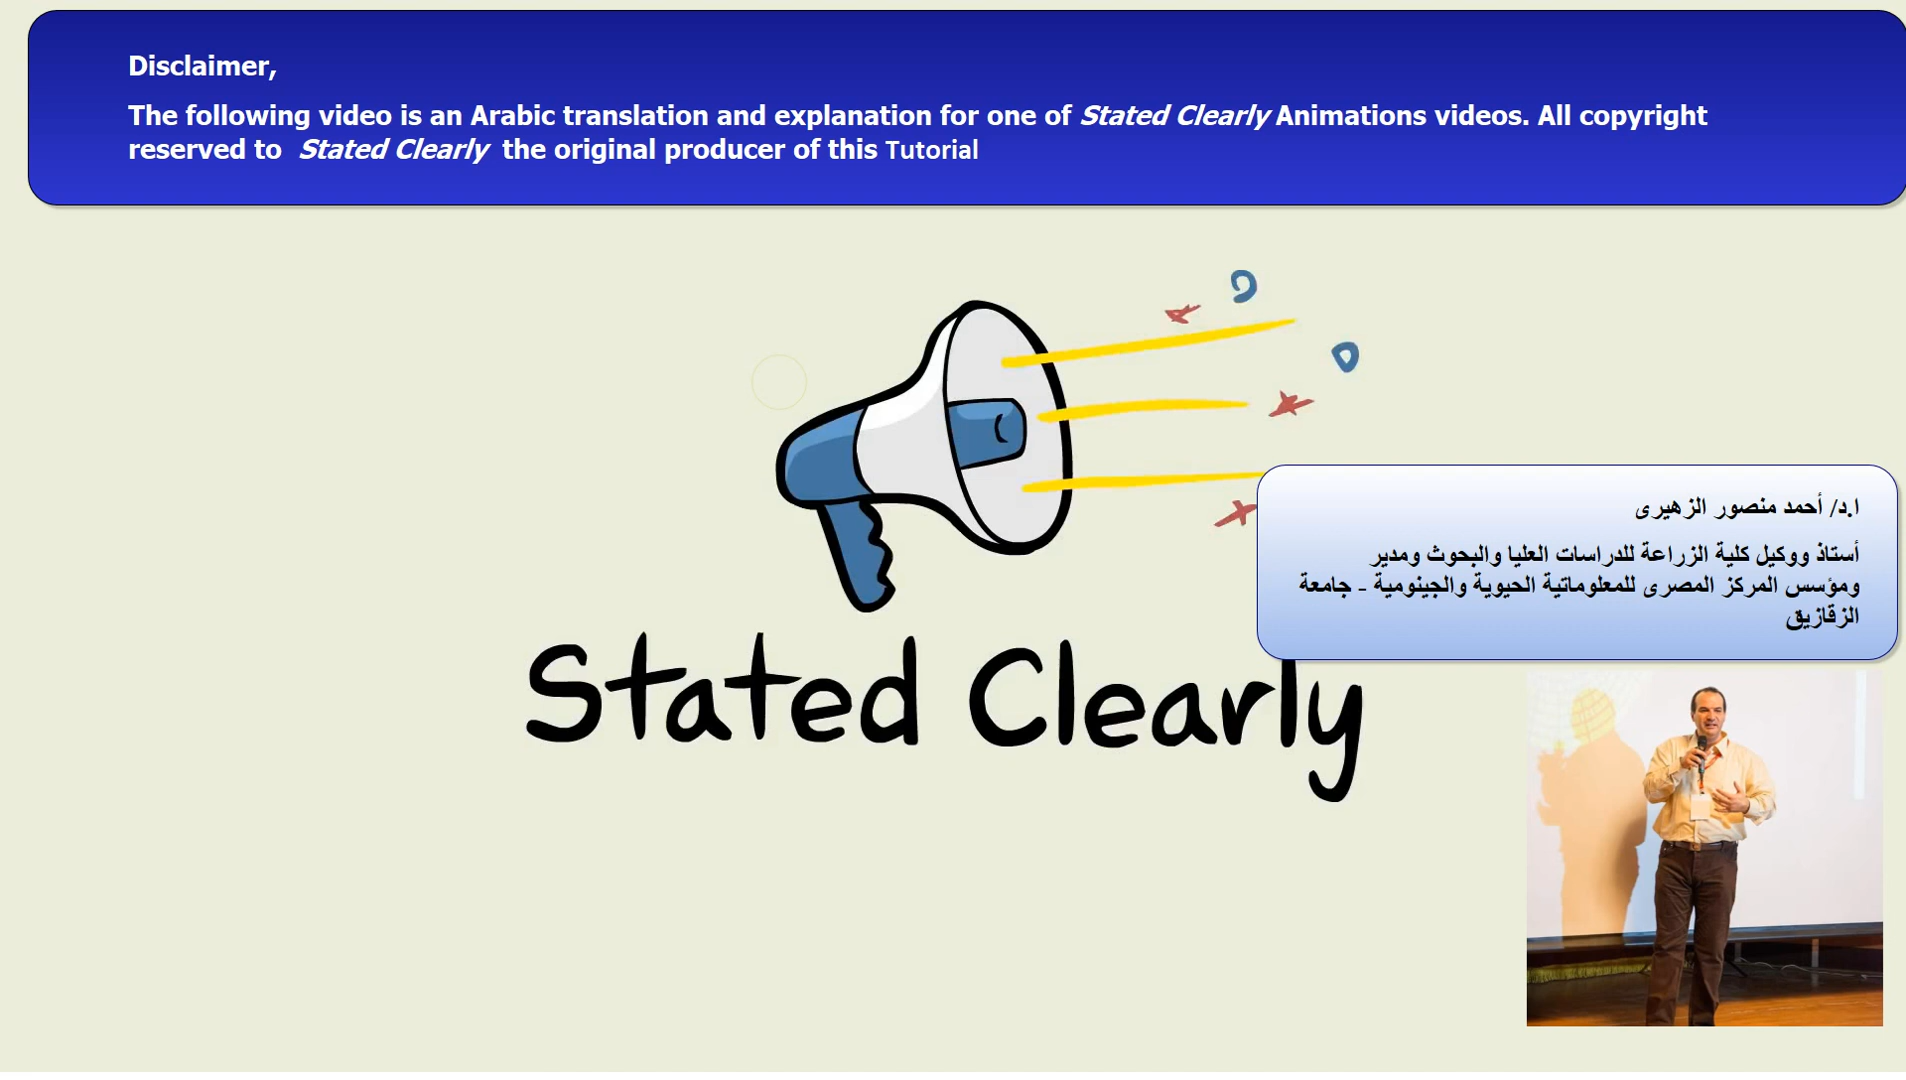 Disclaimer,
The following video is an Arabic translation and explanation for one of Stated Clearly Animations videos. All copyright
reserved to Stated Clearly the original producer of this Tutorial
ا.د/ أحمد منصور الزهيرى
أستاذ ووكيل كلية الزراعة للدراسات العليا والبحوث ومدير
ومؤسس المركز المصرى للمعلوماتية الحيوية والجينومية - جامعة
الزقازيق
Stated Clearly